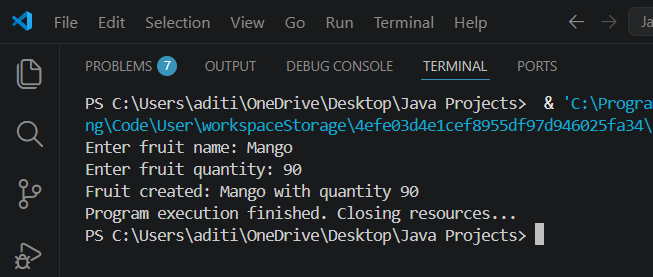 File Edit Selection View Go Run Terminal Help
PROBLEMS 7 OUTPUT DEBUG CONSOLE TERMINAL PORTS
PS C:\Users\aditi\OneDrive\Desktop\Java Projects> & 'C:\Progra
ng\Code\User\workspaceStorage\4efe03d4e1cef8955df97d946025fa34\
Enter fruit name: Mango
Enter fruit quantity: 90
Fruit created: Mango with quantity 90
Program execution finished. Closing resources...
PS C:\Users\aditi\OneDrive\Desktop\Java Projects>